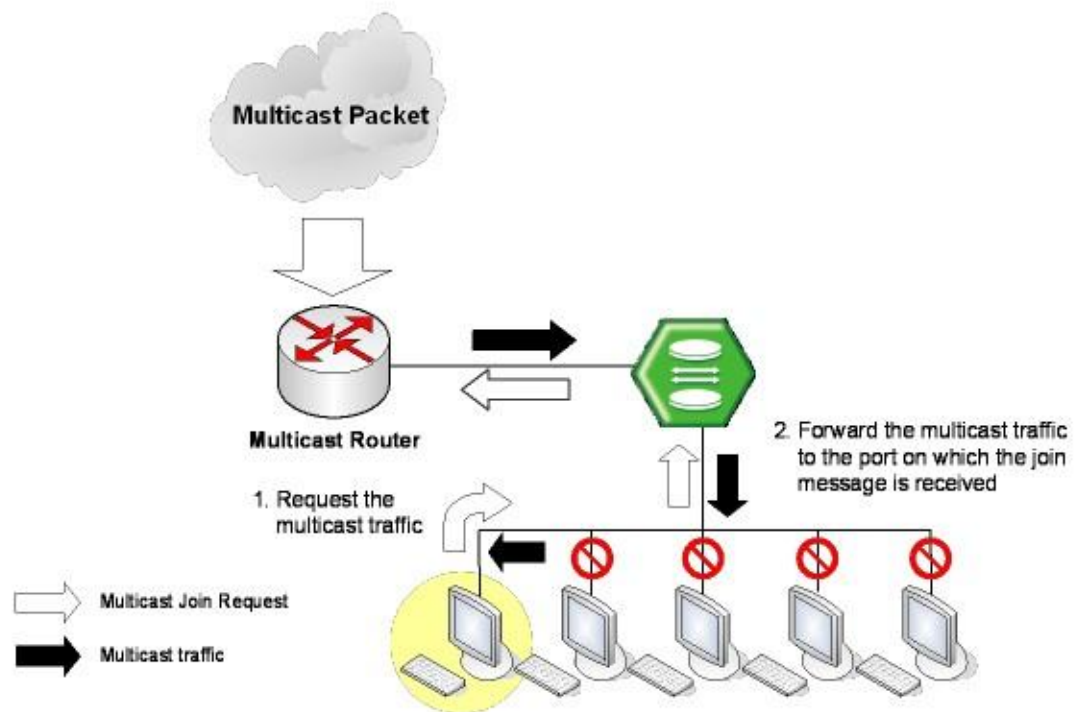 Multicast Packet
Multicast Router
1. Request the
multicast traffic
2. Forward the multicast traffic
to the port on which the join
message is received
Multicast Join Request
Multicast traffic